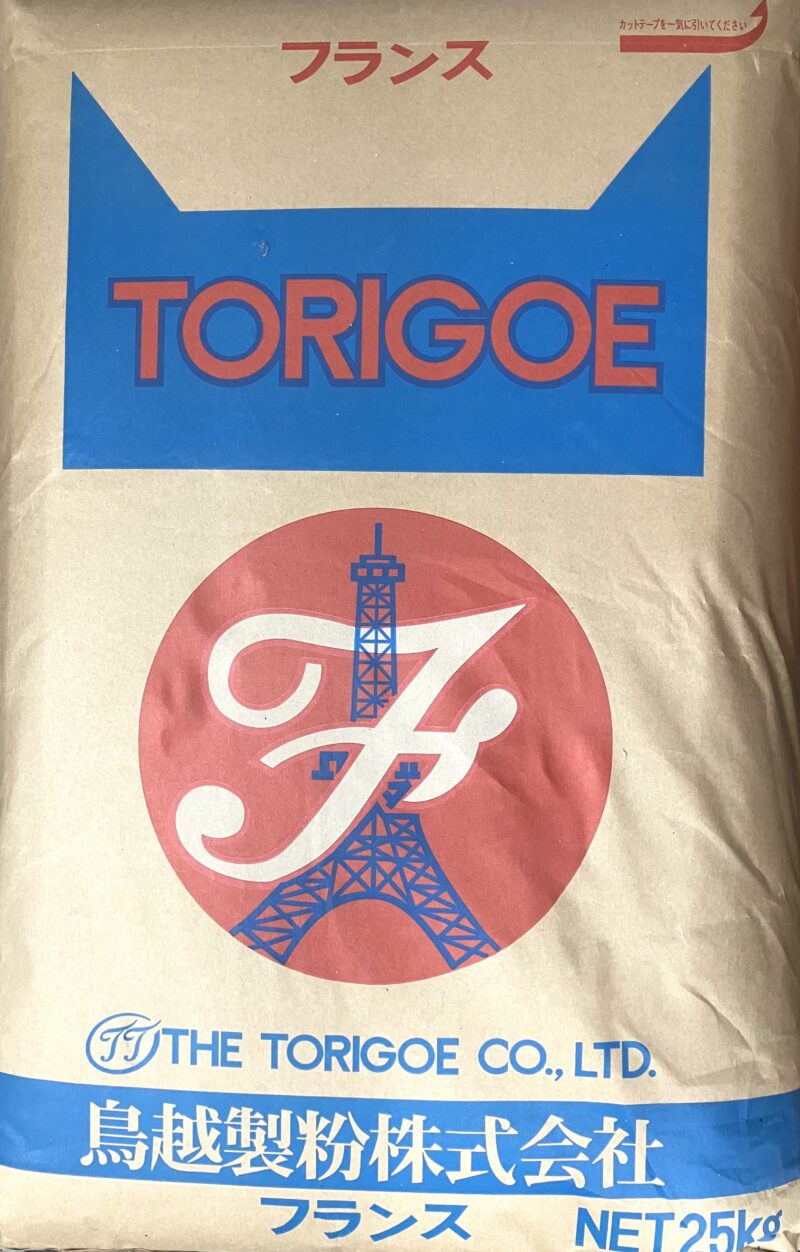 カットテープを一気に引いてください
フランス
TORIGOE
F
TT THE TORIGOE CO., LTD.
鳥越製粉株式会社
フランス
NET 25kg